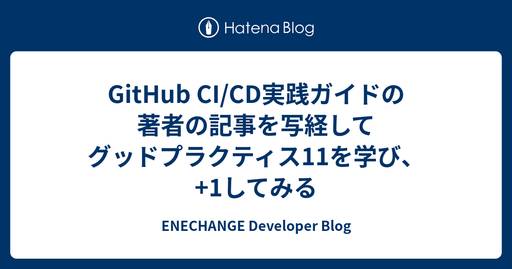 Hatena Blog
GitHub CI/CD実践ガイドの
著者の記事を写経して
グッドプラクティス11を学び、
+1してみる
ENECHANGE Developer Blog